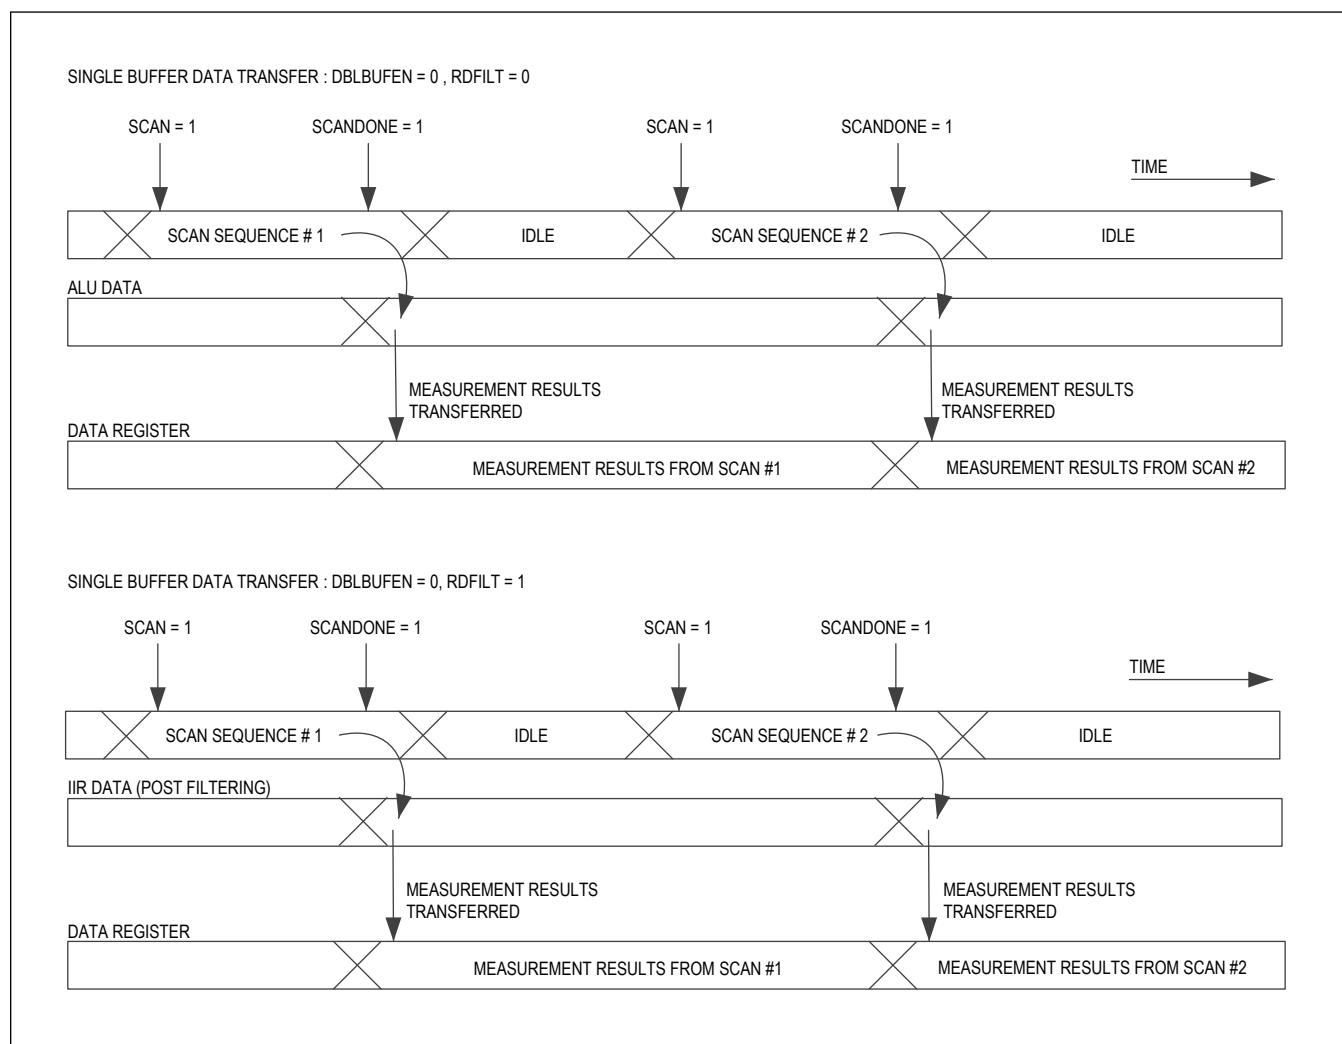 SINGLE BUFFER DATA TRANSFER : DBLBUFEN = 0 , RDFILT = 0
SCAN = 1
SCANDONE = 1
SCAN = 1
SCANDONE = 1
TIME
SCAN SEQUENCE # 1
IDLE
SCAN SEQUENCE # 2
IDLE
ALU DATA
MEASUREMENT RESULTS
TRANSFERRED
MEASUREMENT RESULTS
TRANSFERRED
DATA REGISTER
MEASUREMENT RESULTS FROM SCAN #1
MEASUREMENT RESULTS FROM SCAN #2
SINGLE BUFFER DATA TRANSFER : DBLBUFEN = 0, RDFILT = 1
SCAN = 1
SCANDONE = 1
SCAN = 1
SCANDONE = 1
TIME
SCAN SEQUENCE # 1
IDLE
SCAN SEQUENCE # 2
IDLE
IIR DATA (POST FILTERING)
MEASUREMENT RESULTS
TRANSFERRED
MEASUREMENT RESULTS
TRANSFERRED
DATA REGISTER
MEASUREMENT RESULTS FROM SCAN #1
MEASUREMENT RESULTS FROM SCAN #2